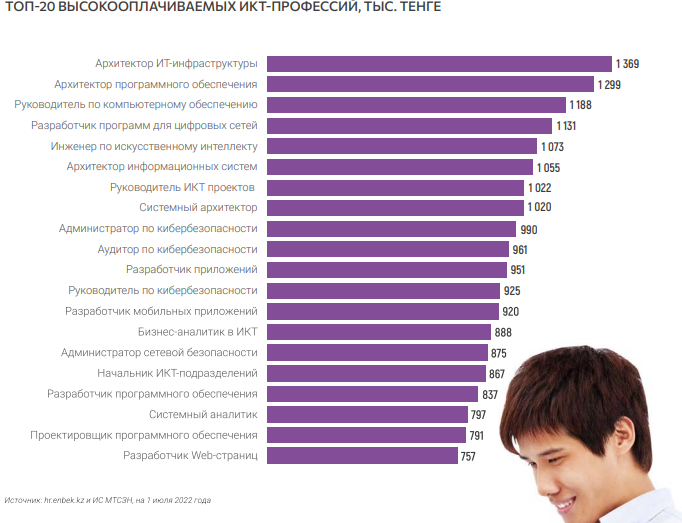 ТОП-20 ВЫСОКООПЛАЧИВАЕМЫХ ИКТ-ПРОФЕССИЙ, ТЫС. ТЕНГЕ
Архитектор ИТ-инфраструктуры 1 369
Архитектор программного обеспечения 1 299
Руководитель по компьютерному обеспечению 1 188
Разработчик программ для цифровых сетей 1 131
Инженер по искусственному интеллекту 1 073
Архитектор информационных систем 1 055
Руководитель ИКТ проектов 1 022
Системный архитектор 1 020
Администратор по кибербезопасности 990
Аудитор по кибербезопасности 961
Разработчик приложений 951
Руководитель по кибербезопасности 925
Разработчик мобильных приложений 920
Бизнес-аналитик в ИКТ 888
Администратор сетевой безопасности 875
Начальник ИКТ-подразделений 867
Разработчик программного обеспечения 837
Системный аналитик 797
Проектировщик программного обеспечения 791
Разработчик Web-страниц 757
Источник: hr.enbek.kz и ИС МТСЗН, на 1 июля 2022 года